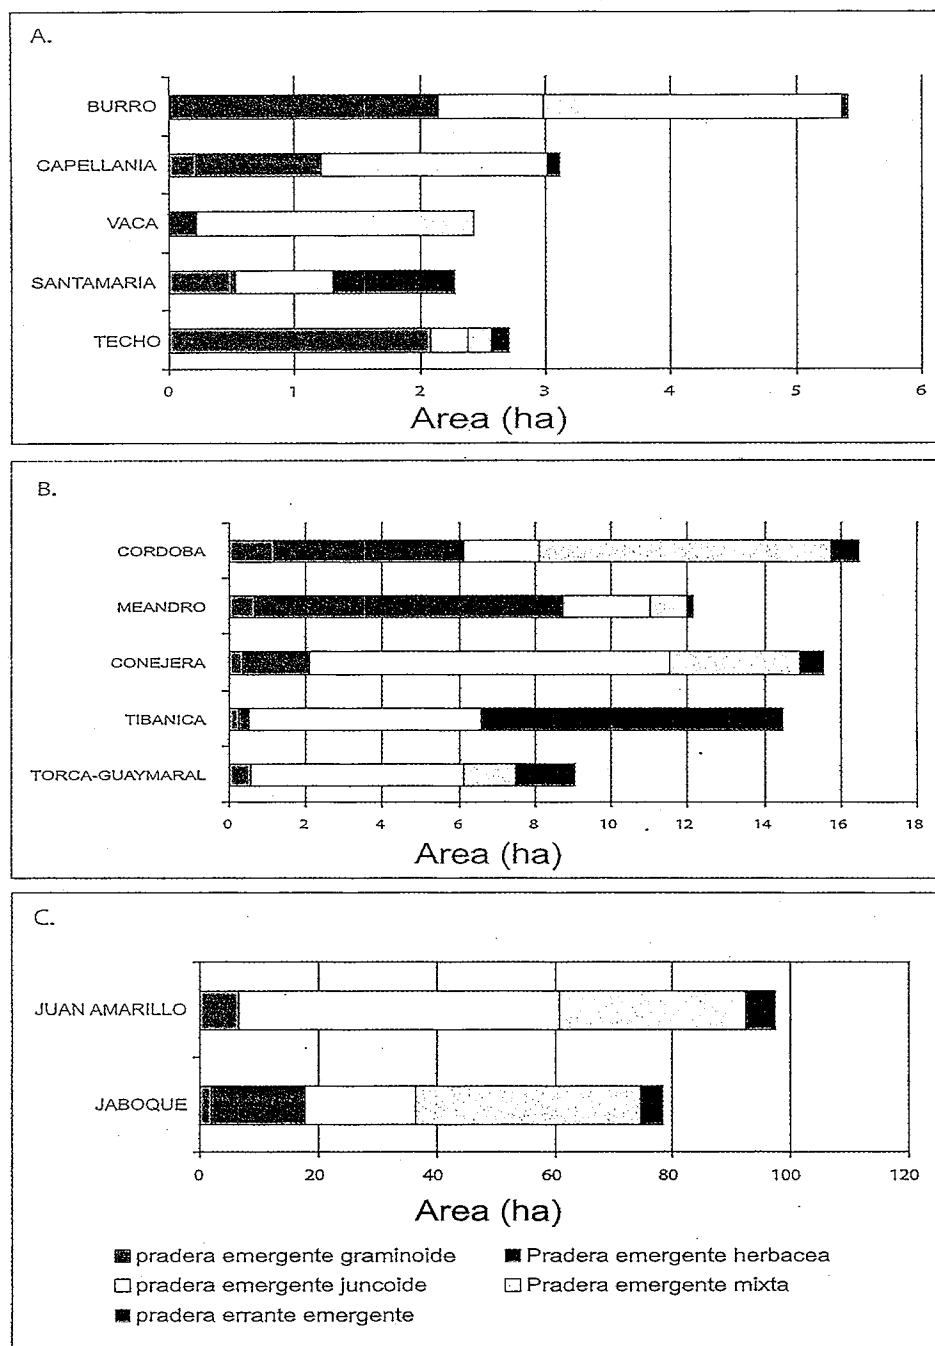 A.
BURRO
CAPELLANIA
VACA
SANTAMARIA
TECHO
0 1 2 3 4 5 6
Area (ha)
B.
CORDOBA
MEANDRO
CONEJERA
TIBANICA
TORCA-GUAYMARAL
0 2 4 6 8 10 12 14 16 18
Area (ha)
C.
JUAN AMARILLO
JABOQUE
0 20 40 60 80 100 120
Area (ha)
pradera emergente graminoide Pradera emergente herbacea
pradera emergente juncoide Pradera emergente mixta
pradera errante emergente